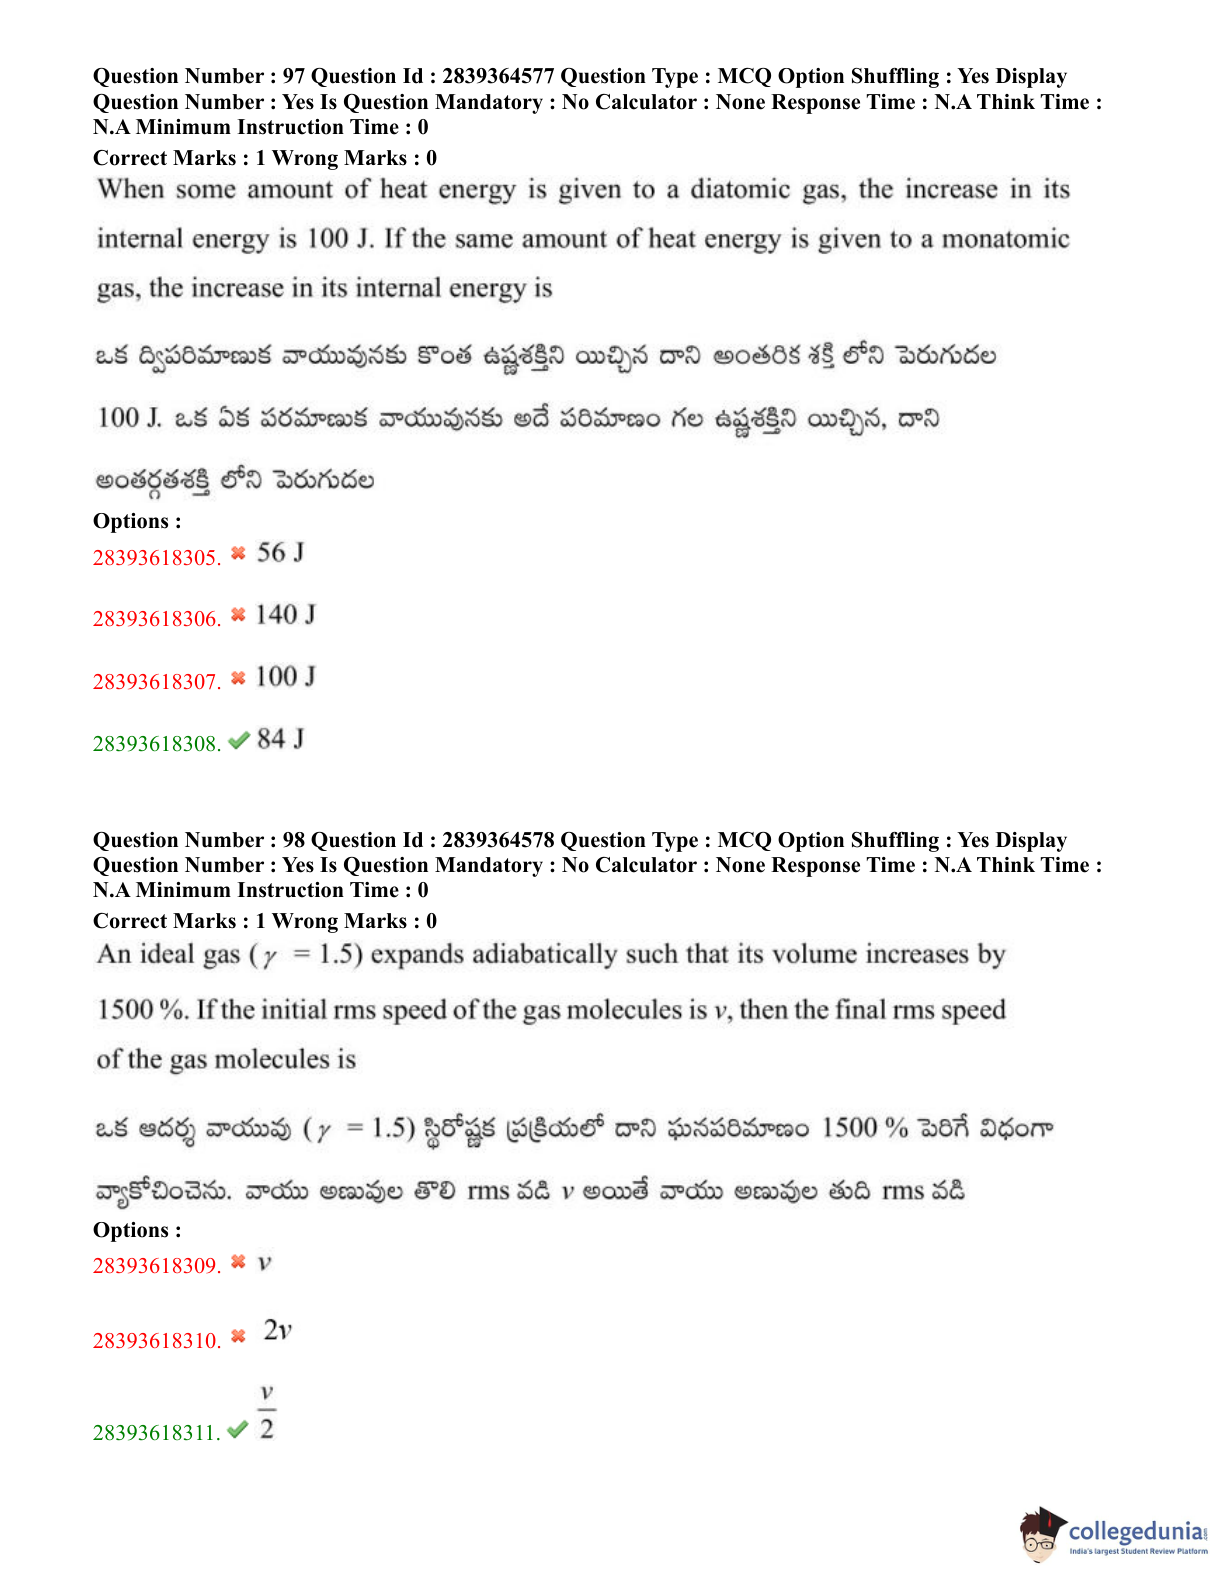 Question Number : 97 Question Id : 2839364577 Question Type : MCQ Option Shuffling : Yes Display
Question Number : Yes Is Question Mandatory : No Calculator : None Response Time : N.A Think Time :
N.A Minimum Instruction Time : 0
Correct Marks : 1 Wrong Marks : 0
When some amount of heat energy is given to a diatomic gas, the increase in its
internal energy is 100 J. If the same amount of heat energy is given to a monatomic
gas, the increase in its internal energy is
ఒక ద్విపరిమాణుక వాయువునకు కొంత ఉష్ణశక్తిని యిచ్చిన దాని అంతరిక శక్తి లోని పెరుగుదల
100 J. ఒక ఏక పరమాణుక వాయువునకు అదే పరిమాణం గల ఉష్ణశక్తిని యిచ్చిన, దాని
అంతర్గతశక్తి లోని పెరుగుదల
Options :
28393618305. 56 J
28393618306. 140 J
28393618307. 100 J
28393618308. 84 J
Question Number : 98 Question Id : 2839364578 Question Type : MCQ Option Shuffling : Yes Display
Question Number : Yes Is Question Mandatory : No Calculator : None Response Time : N.A Think Time :
N.A Minimum Instruction Time : 0
Correct Marks : 1 Wrong Marks : 0
An ideal gas (γ = 1.5) expands adiabatically such that its volume increases by
1500 %. If the initial rms speed of the gas molecules is v, then the final rms speed
of the gas molecules is
ఒక ఆదర్శ వాయువు (γ = 1.5) స్థిరోష్ణక ప్రక్రియలో దాని ఘనపరిమాణం 1500 % పెరిగే విధంగా
వ్యాకోచించెను. వాయు అణువుల తొలి rms వడి v అయితే వాయు అణువుల తుది rms వడి
Options :
28393618309. v
28393618310. 2v
28393618311. v/2
collegedunia
India's largest Student Review Platform